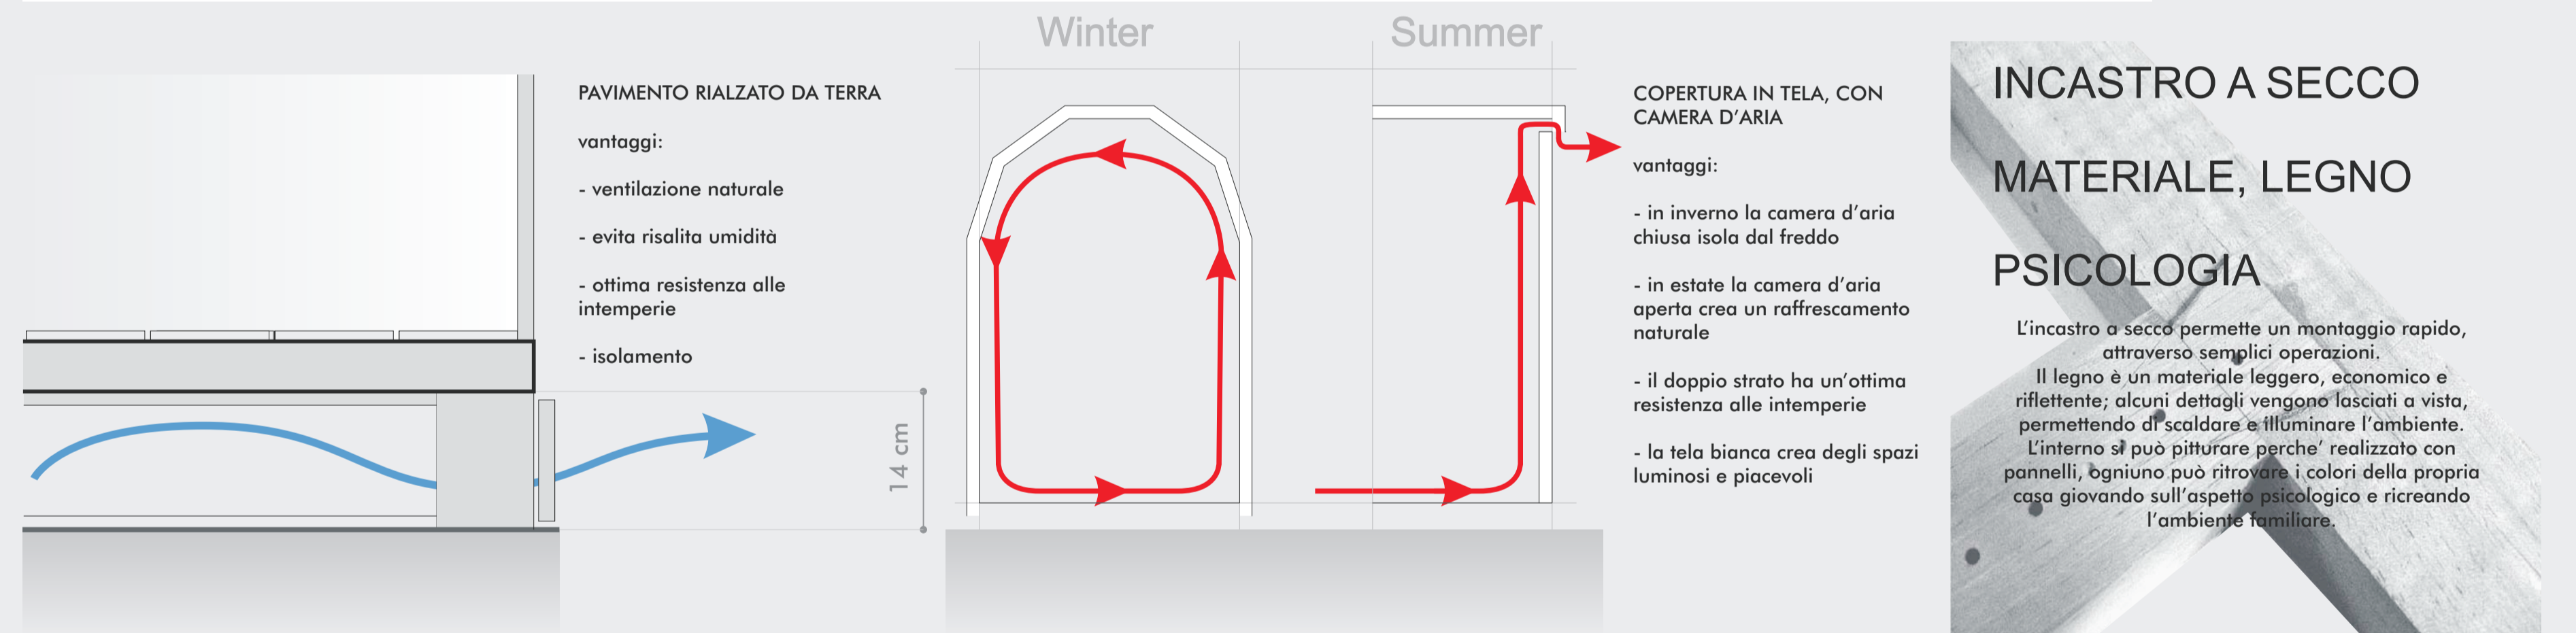 Winter
Summer
PAVIMENTO RIALZATO DA TERRA
vantaggi:
- ventilazione naturale
- evita risalita umidità
- ottima resistenza alle
intemperie
- isolamento
14 cm
COPERTURA IN TELA, CON
CAMERA D'ARIA
vantaggi:
- in inverno la camera d'aria
chiusa isola dal freddo
- in estate la camera d'aria
aperta crea un raffrescamento
naturale
- il doppio strato ha un'ottima
resistenza alle intemperie
- la tela bianca crea degli spazi
luminosi e piacevoli
INCASTRO A SECCO
MATERIALE, LEGNO
PSICOLOGIA
L'incastro a secco permette un montaggio rapido,
attraverso semplici operazioni.
Il legno è un materiale leggero, economico e
riflettente; alcuni dettagli vengono lasciati a vista,
permettendo di scaldare e illuminare l'ambiente.
L'interno si può pitturare perche' realizzato con
pannelli, ogniuno può ritrovare i colori della propria
casa giovando sull'aspetto psicologico e ricreando
l'ambiente familiare.